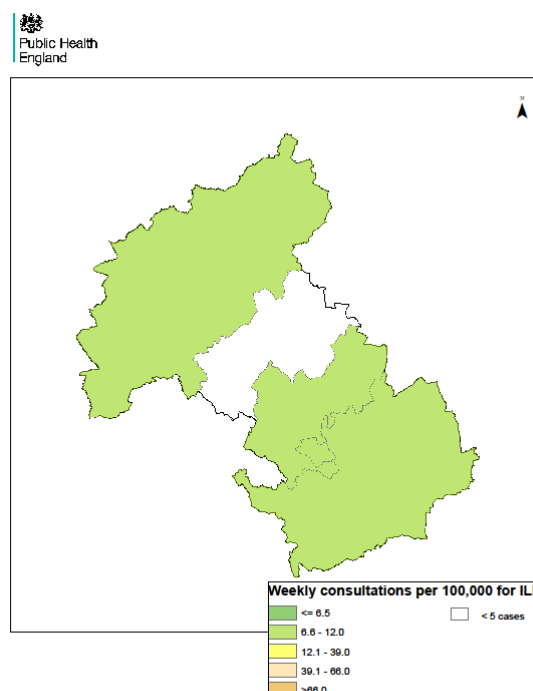 Public Health
England
N
Weekly consultations per 100,000 for IL
<= 6.5
< 5 cases
6.6 - 12.0
12.1 - 39.0
39.1 - 66.0
>66.0